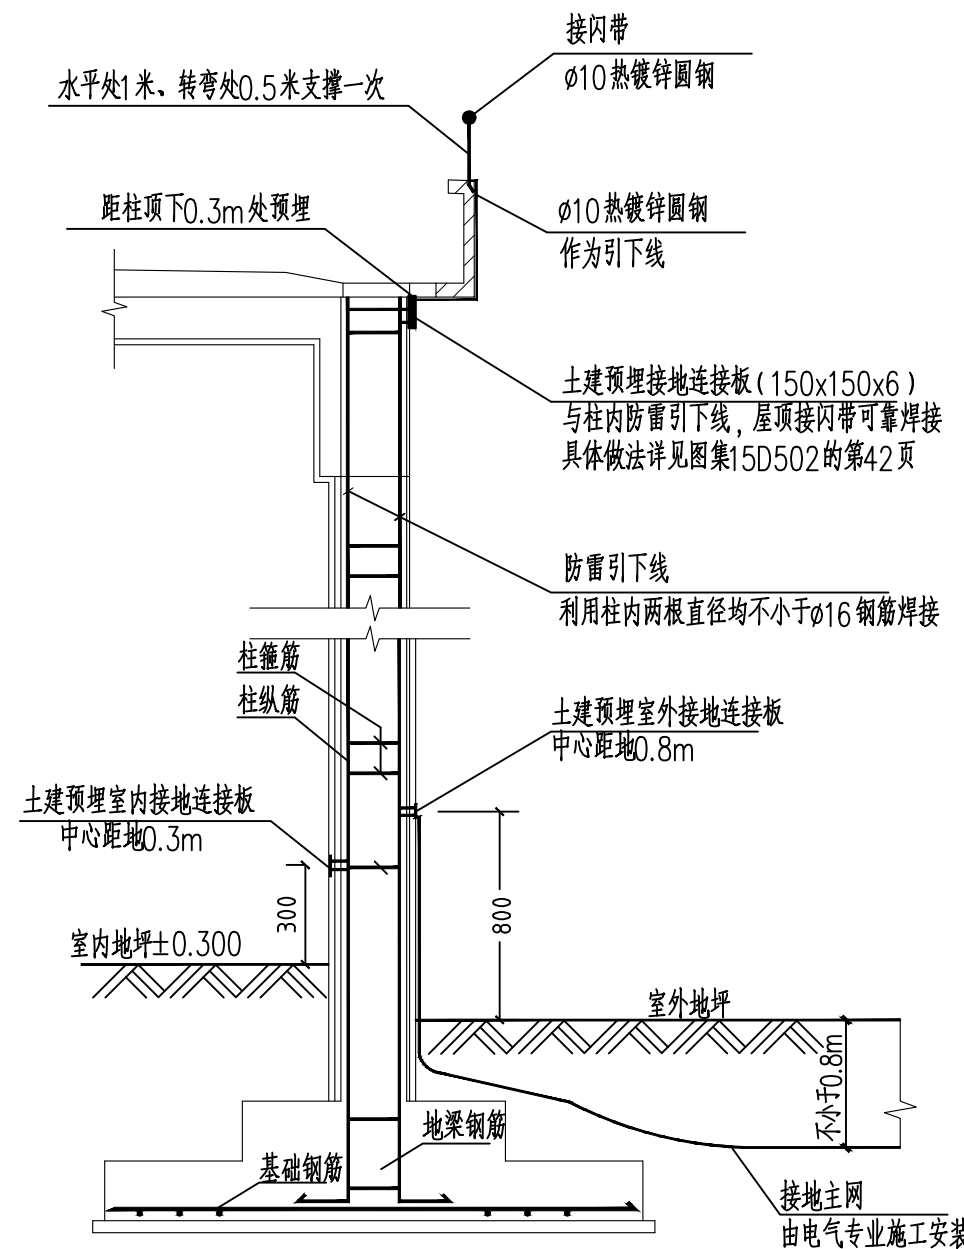 接闪带
ø10热镀锌圆钢
水平处1米、转弯处0.5米支撑一次
距柱顶下0.3m处预埋
ø10热镀锌圆钢
作为引下线
土建预埋接地连接板(150x150x6)
与柱内防雷引下线,屋顶接闪带可靠焊接
具体做法详见图集15D502的第42页
防雷引下线
利用柱内两根直径均不小于ø16钢筋焊接
柱箍筋
柱纵筋
土建预埋室外接地连接板
中心距地0.8m
土建预埋室内接地连接板
中心距地0.3m
300
800
室内地坪±0.300
室外地坪
不小于0.8m
地梁钢筋
基础钢筋
接地主网
由电气专业施工安装